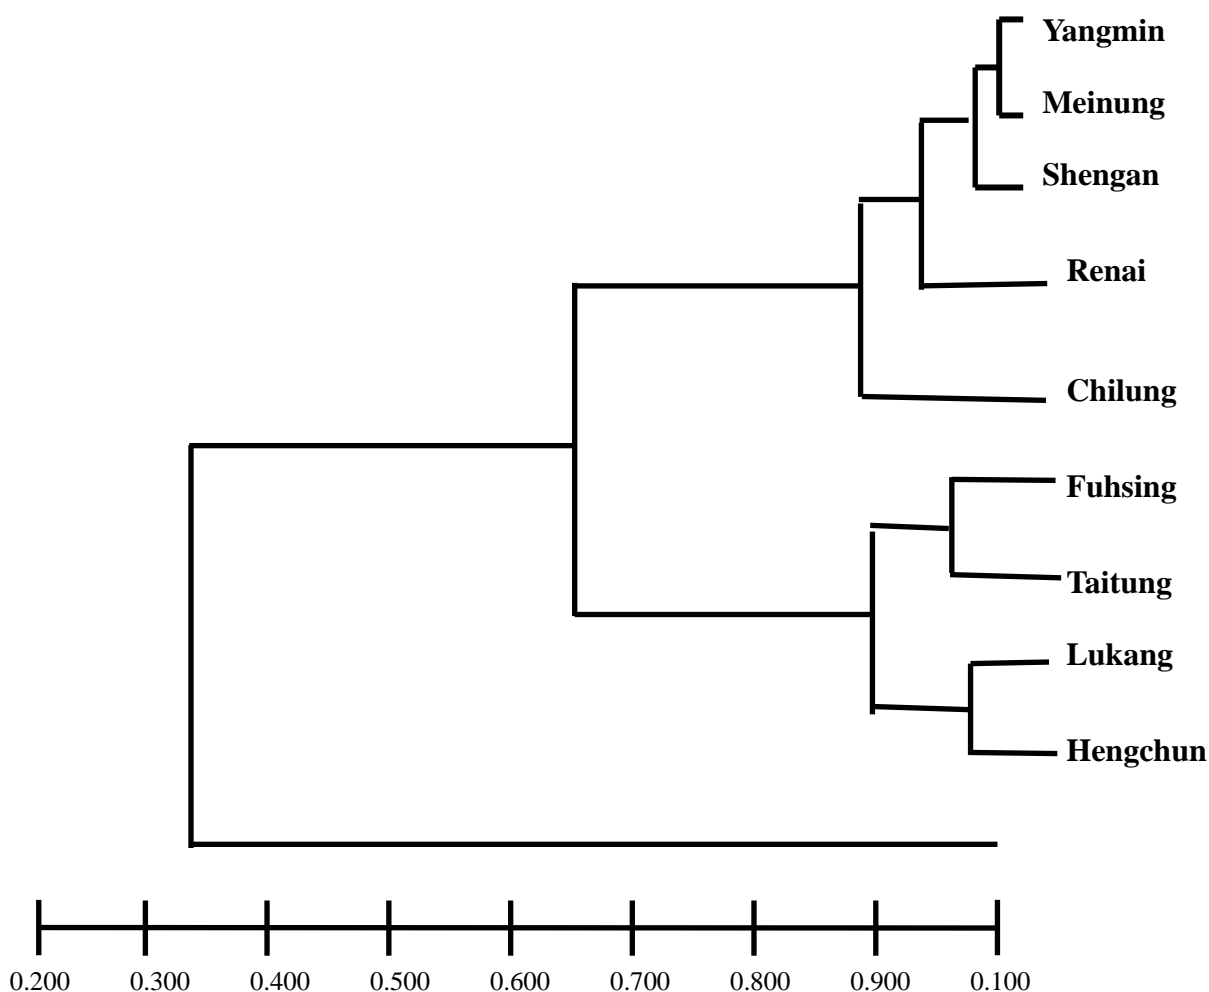 Yangmin
Meinung
Shengan
Renai
Chilung
Fuhsing
Taitung
Lukang
Hengchun
0.200 0.300 0.400 0.500 0.600 0.700 0.800 0.900 0.100